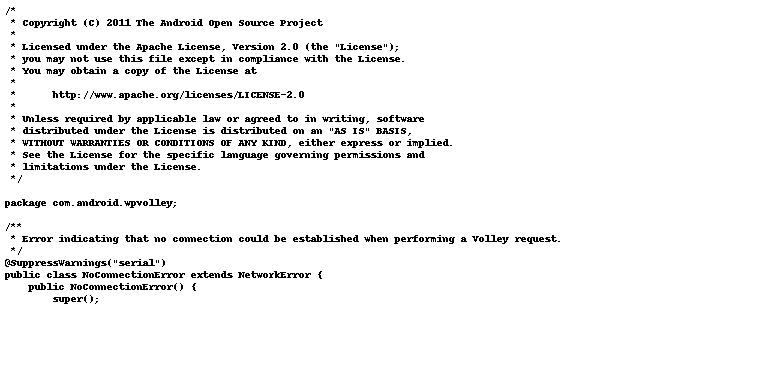 /*
 * Copyright (C) 2011 The Android Open Source Project
 *
 * Licensed under the Apache License, Version 2.0 (the "License");
 * you may not use this file except in compliance with the License.
 * You may obtain a copy of the License at
 *
 *      http://www.apache.org/licenses/LICENSE-2.0
 *
 * Unless required by applicable law or agreed to in writing, software
 * distributed under the License is distributed on an "AS IS" BASIS,
 * WITHOUT WARRANTIES OR CONDITIONS OF ANY KIND, either express or implied.
 * See the License for the specific language governing permissions and
 * limitations under the License.
 */

package com.android.wpvolley;

/**
 * Error indicating that no connection could be established when performing a Volley request.
 */
@SuppressWarnings("serial")
public class NoConnectionError extends NetworkError {
    public NoConnectionError() {
        super();